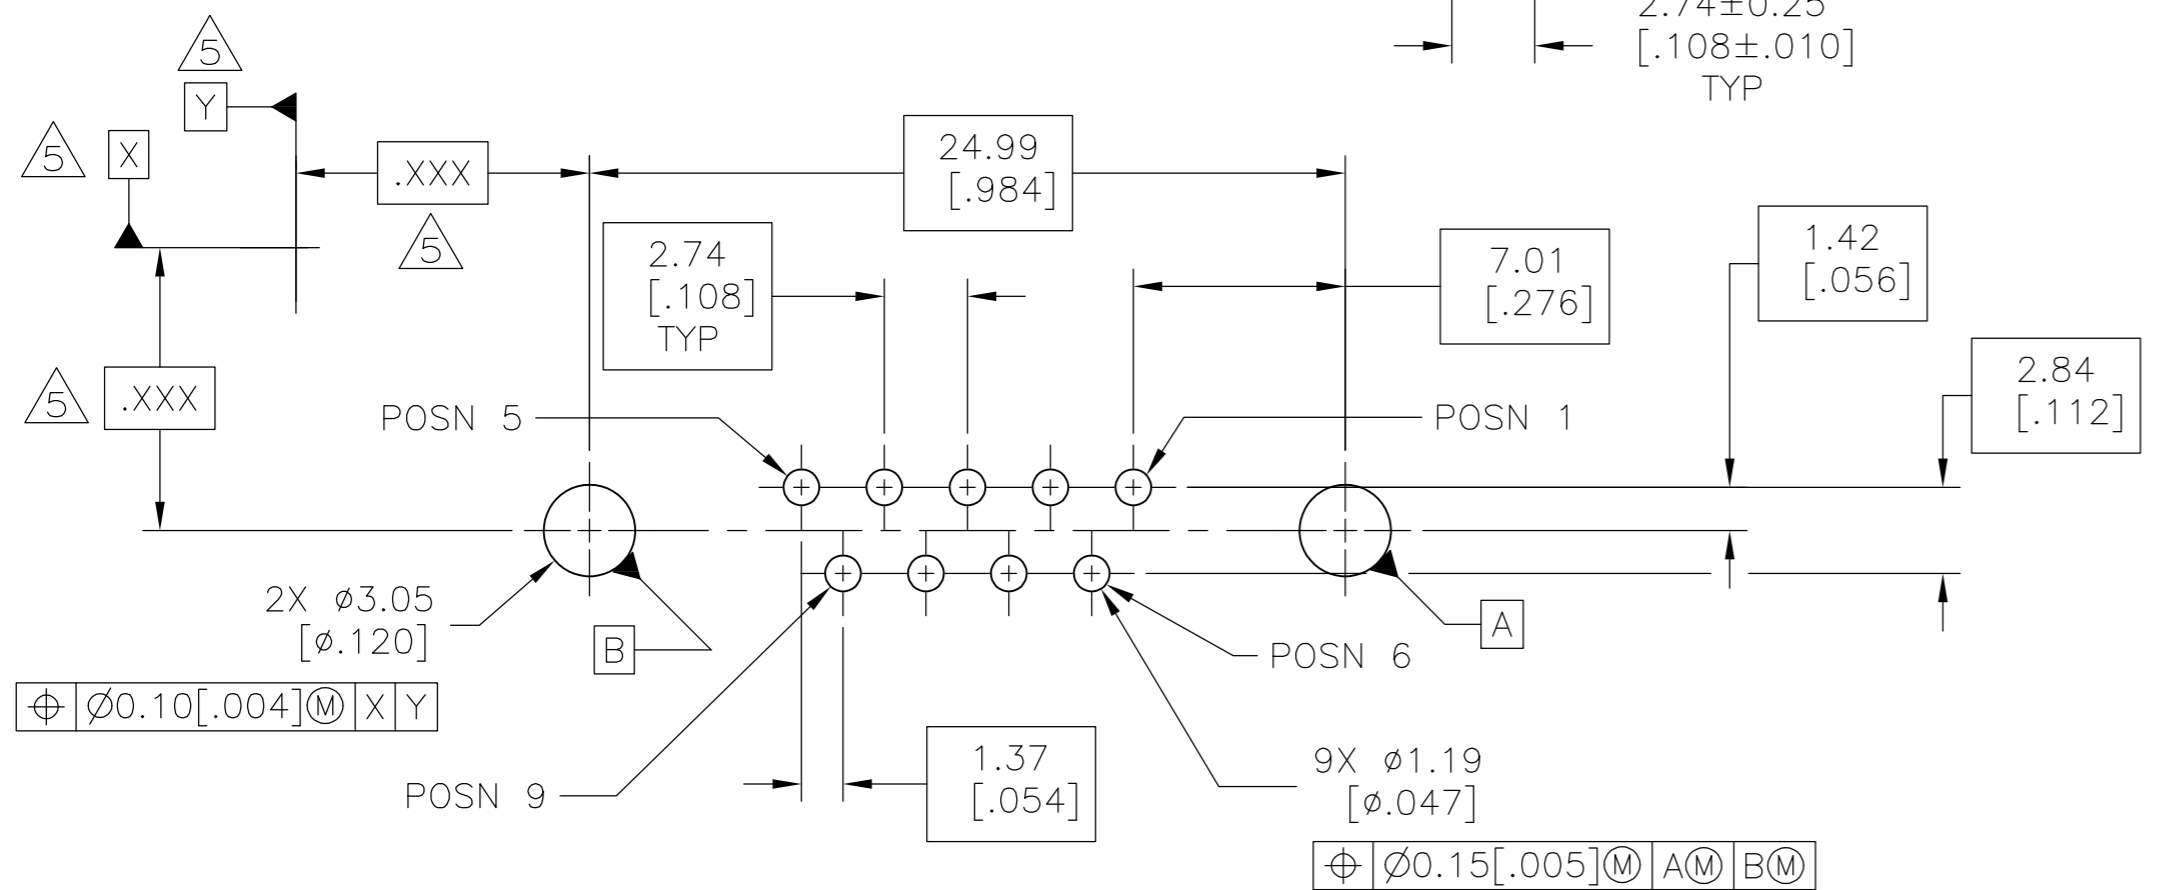 2.74±0.25
[.108±.010]
TYP
5
Y
5
X
.XXX
5
24.99
[.984]
2.74
[.108]
TYP
7.01
[.276]
1.42
[.056]
2.84
[.112]
5
.XXX
POSN 5
POSN 1
2X ø3.05
[ø.120]
B
A
POSN 6
⌖ Ø0.10[.004]Ⓜ X Y
POSN 9
1.37
[.054]
9X ø1.19
[ø.047]
⌖ Ø0.15[.005]Ⓜ AⓂ BⓂ